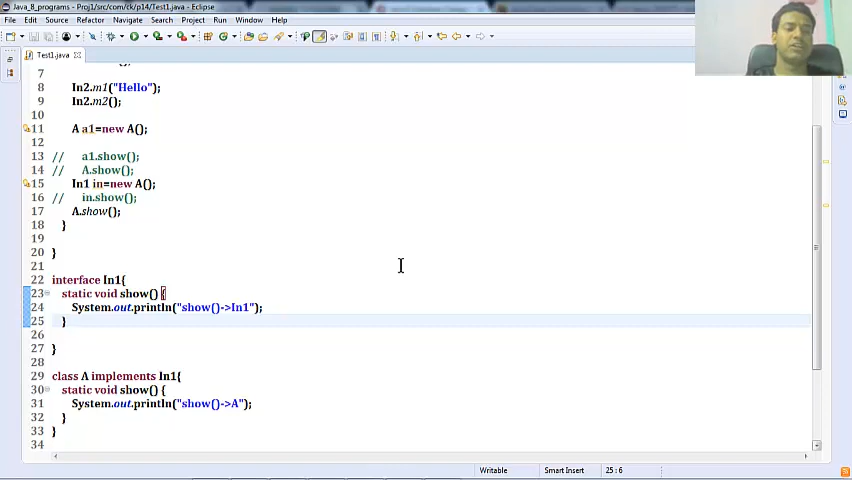 Java_8_programs - Proj1/src/com/ck/p14/Test1.java - Eclipse
File Edit Source Refactor Navigate Search Project Run Window Help
Test1.java
7
8 In2.m1("Hello");
9 In2.m2();
10
11 A a1=new A();
12
13 // a1.show();
14 // A.show();
15 In1 in=new A();
16 // in.show();
17 A.show();
18 }
19
20 }
21
22 interface In1{
23 static void show() {
24 System.out.println("show()->In1");
25 }
26
27 }
28
29 class A implements In1{
30 static void show() {
31 System.out.println("show()->A");
32 }
33 }
34
Writable Smart Insert 25 : 6